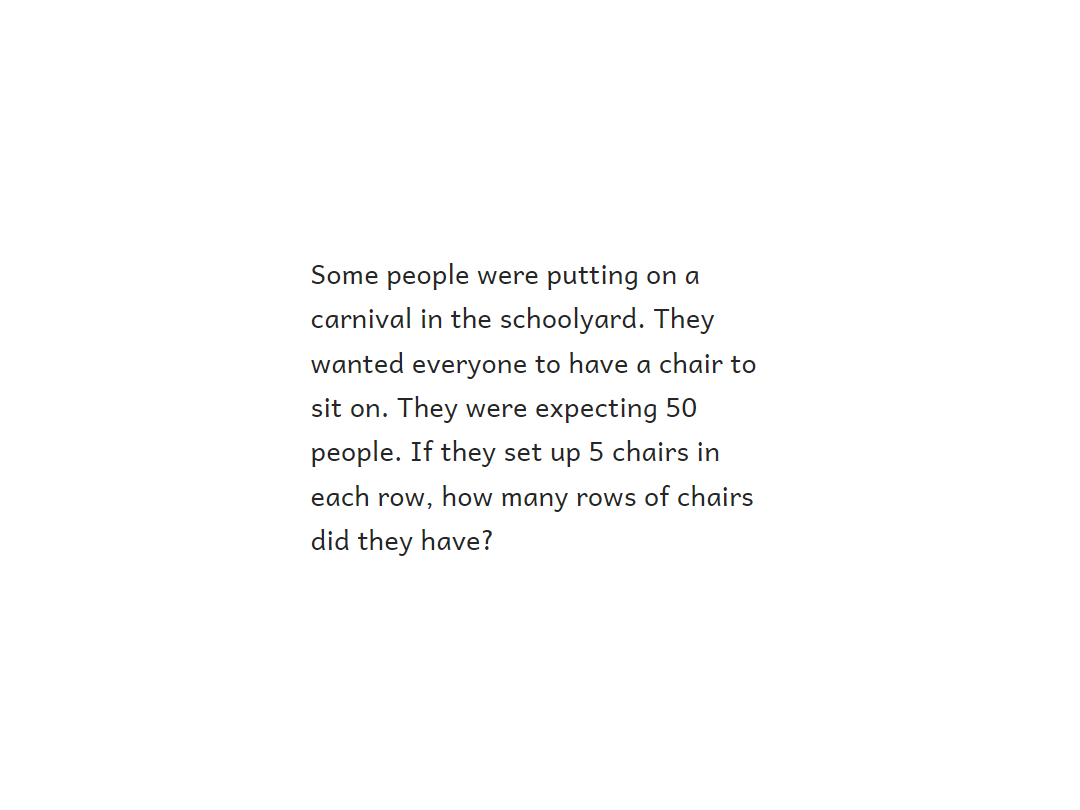 Some people were putting on a
carnival in the schoolyard. They
wanted everyone to have a chair to
sit on. They were expecting 50
people. If they set up 5 chairs in
each row, how many rows of chairs
did they have?